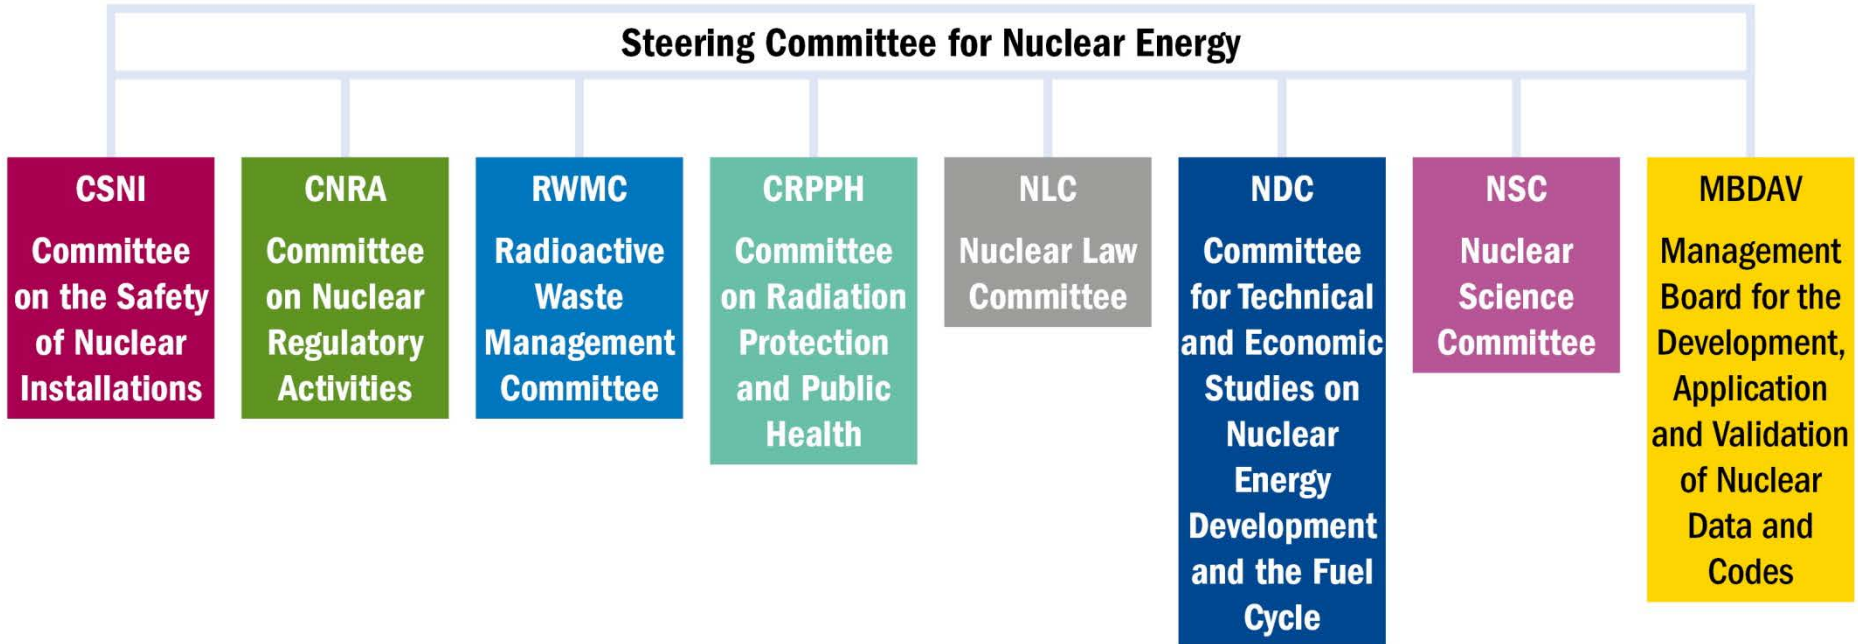 Steering Committee for Nuclear Energy
CSNI
Committee
on the Safety
of Nuclear
Installations
CNRA
Committee
on Nuclear
Regulatory
Activities
RWMC
Radioactive
Waste
Management
Committee
CRPPH
Committee
on Radiation
Protection
and Public
Health
NLC
Nuclear Law
Committee
NDC
Committee
for Technical
and Economic
Studies on
Nuclear
Energy
Development
and the Fuel
Cycle
NSC
Nuclear
Science
Committee
MBDAV
Management
Board for the
Development,
Application
and Validation
of Nuclear
Data and
Codes